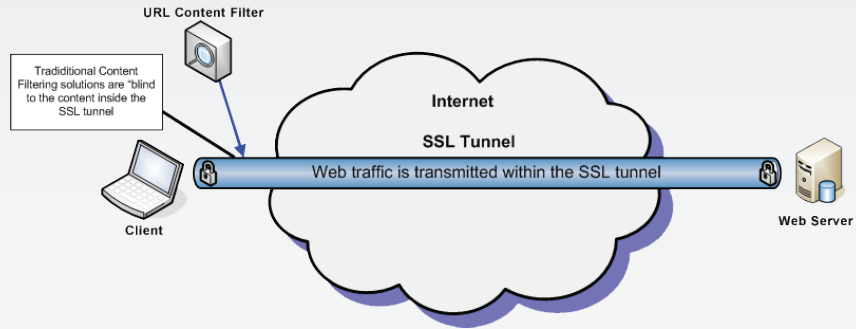 URL Content Filter
Tradiditional Content
Filtering solutions are "blind
to the content inside the
SSL tunnel
Internet
SSL Tunnel
Web traffic is transmitted within the SSL tunnel
Client
Web Server